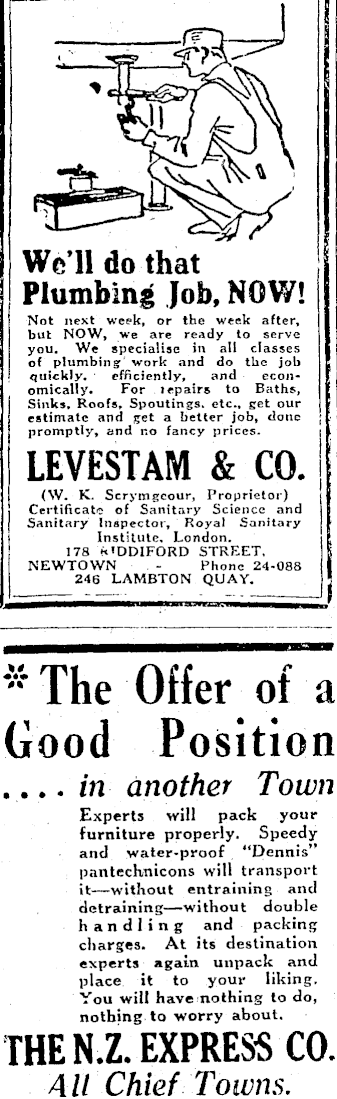 We'll do that
Plumbing Job, NOW!
Not next week, or the week after,
but NOW, we are ready to serve
you. We specialise in all classes
of plumbing work and do the job
quickly, efficiently, and econ-
omically. For repairs to Baths,
Sinks, Roofs, Spoutings, etc., get our
estimate and get a better job, done
promptly, and no fancy prices.
LEVESTAM & CO.
(W. K. Scrymgeour, Proprietor)
Certificate of Sanitary Science and
Sanitary Inspector, Royal Sanitary
Institute, London.
178 RIDDIFORD STREET,
NEWTOWN - Phone 24-088
246 LAMBTON QUAY.
* The Offer of a
Good Position
.... in another Town
Experts will pack your
furniture properly. Speedy
and water-proof "Dennis"
pantechnicons will transport
it—without entraining and
detraining—without double
handling and packing
charges. At its destination
experts again unpack and
place it to your liking.
You will have nothing to do,
nothing to worry about.
THE N.Z. EXPRESS CO.
All Chief Towns.